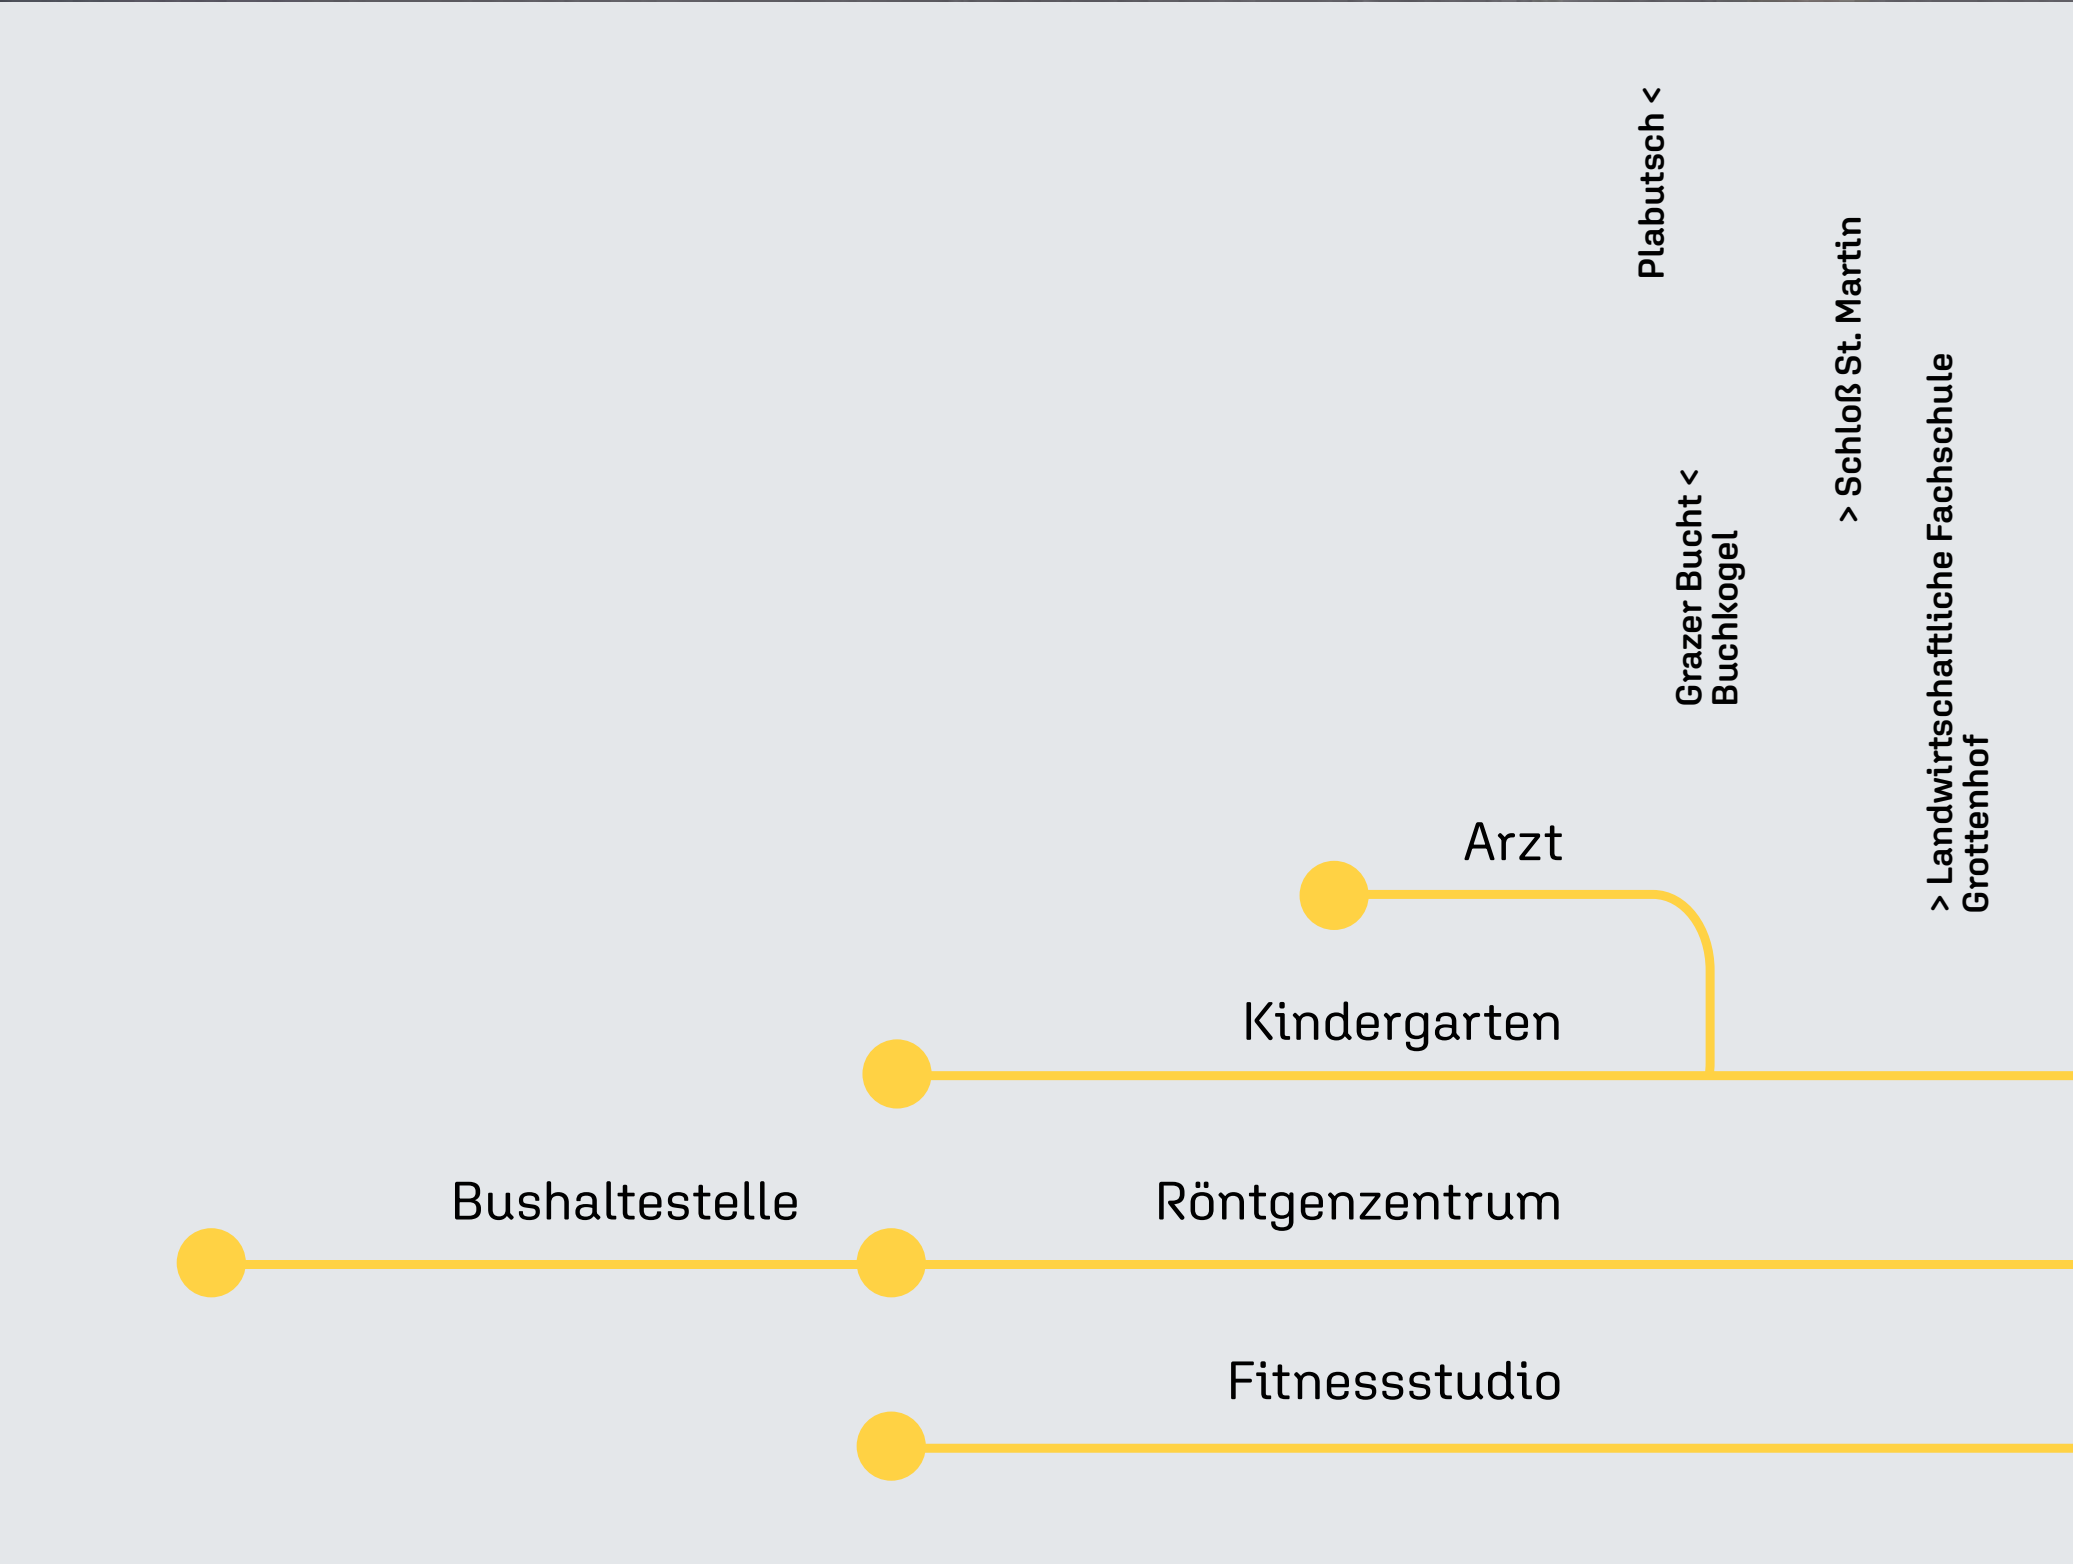 Plabutsch <
> Schloß St. Martin
Grazer Bucht <
Buchkogel
> Landwirtschaftliche Fachschule
Grottenhof
Arzt
Kindergarten
Bushaltestelle
Röntgenzentrum
Fitnessstudio